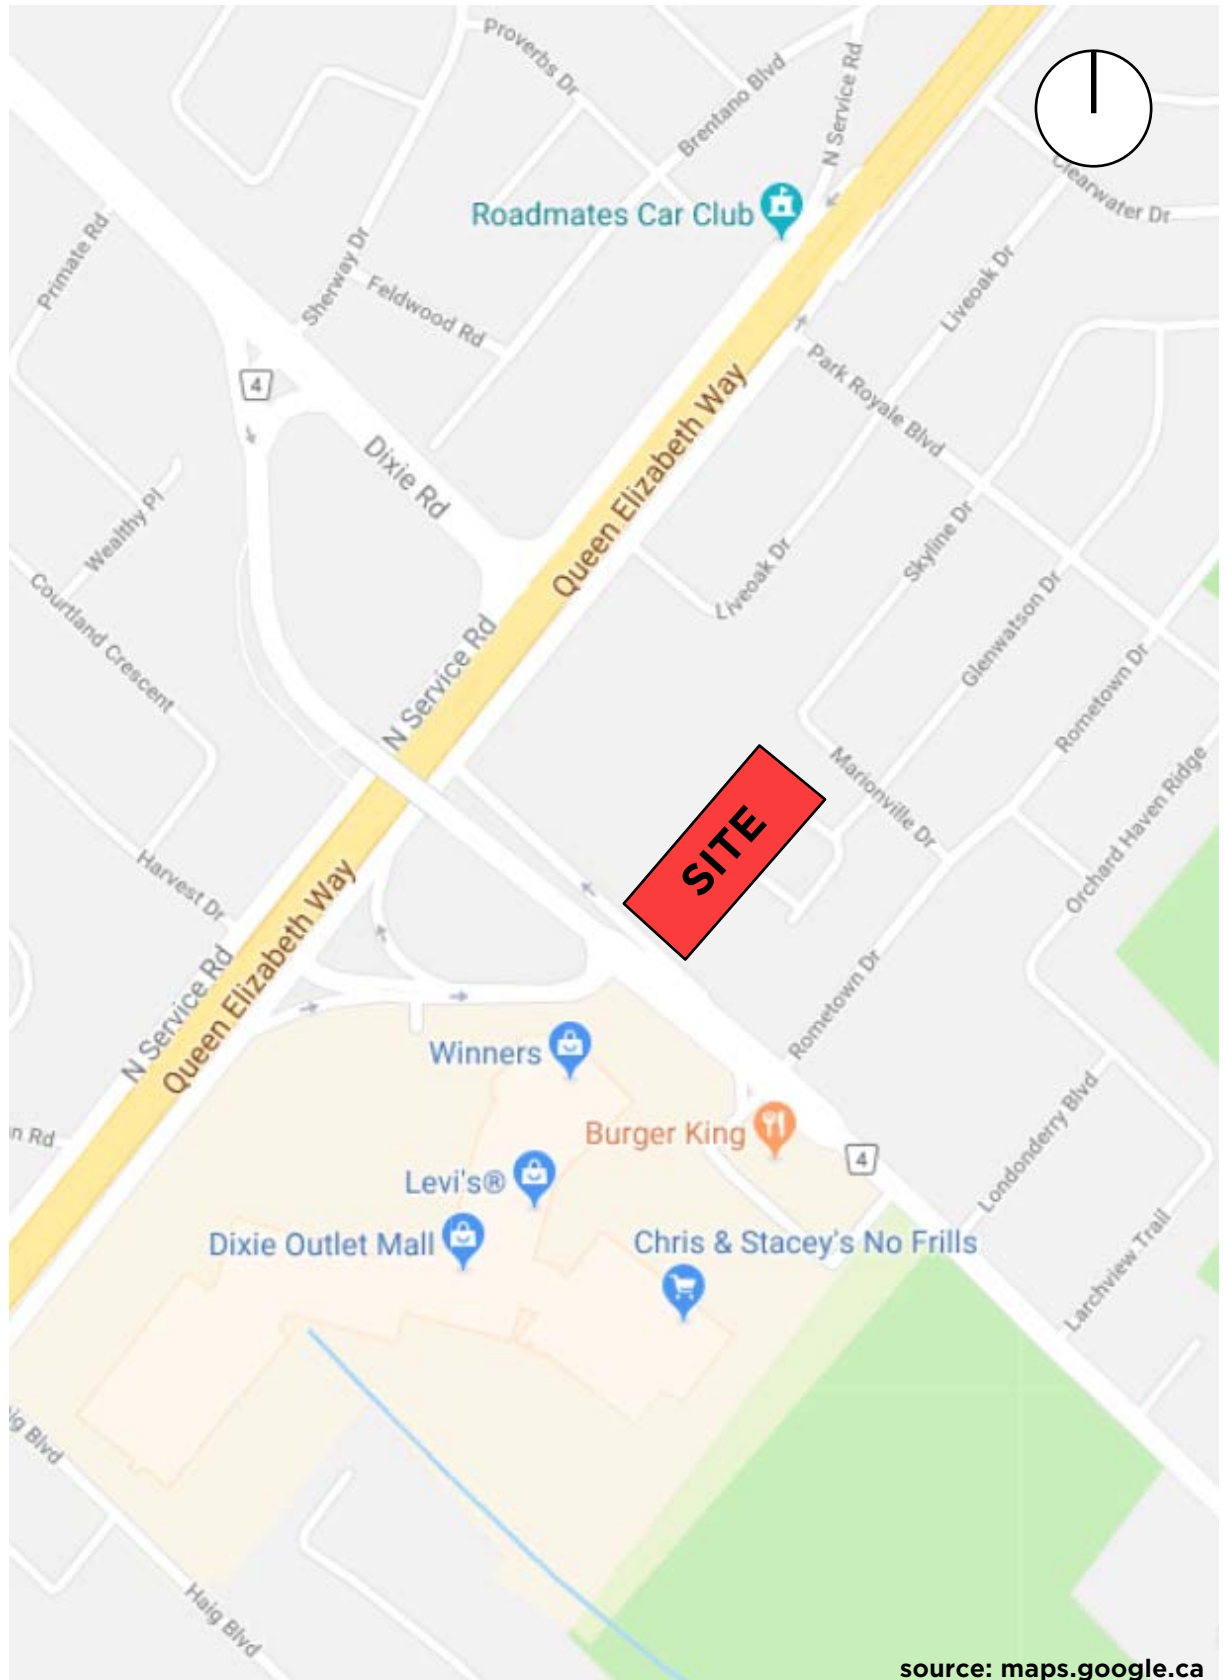 Proverbs Dr
Brentano Blvd
N Service Rd
Clearwater Dr
Roadmates Car Club
Primate Rd
Sherway Dr
Feldwood Rd
Liveoak Dr
4
Park Royale Blvd
Dixie Rd
Queen Elizabeth Way
Wealthy Pl
Skyline Dr
Liveoak Dr
Courtland Crescent
Glenwatson Dr
N Service Rd
Rometown Dr
Marionville Dr
Orchard Haven Ridge
SITE
Harvest Dr
Queen Elizabeth Way
N Service Rd
Rometown Dr
Winners
Burger King
n Rd
4
Londonderry Blvd
Levi's®
Dixie Outlet Mall
Chris & Stacey's No Frills
Larchview Trail
ig Blvd
Haig Blvd
source: maps.google.ca